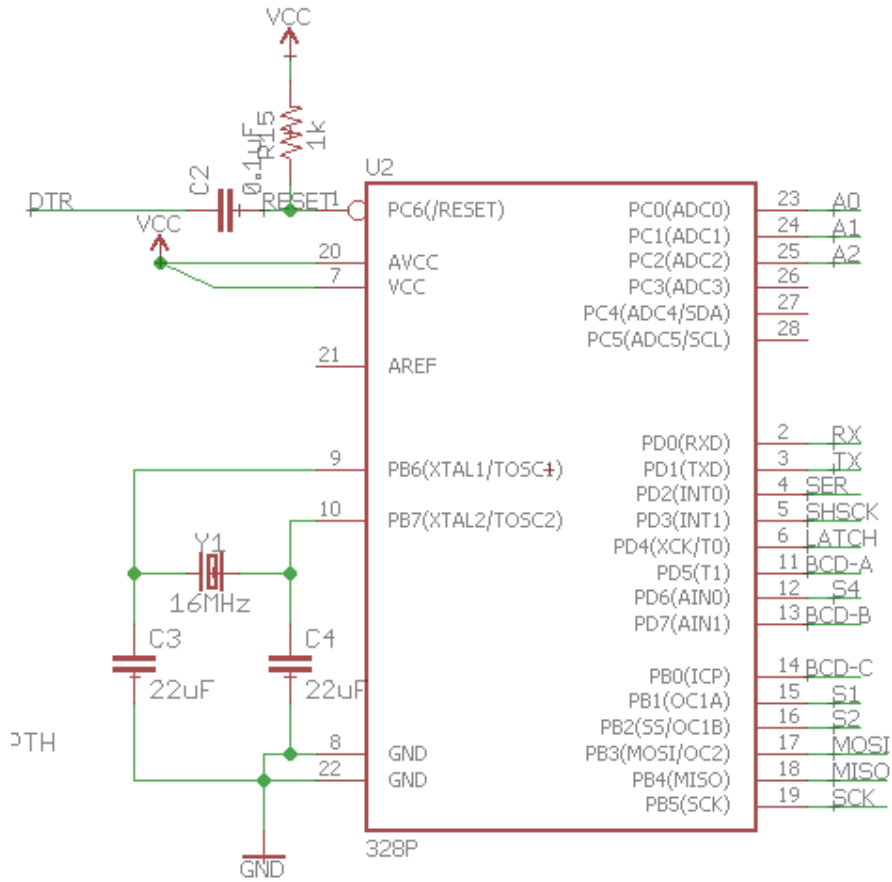 VCC
R15
1k
C2
0.1uF
U2
DTR
RESET
1
PC6(/RESET)
PC0(ADC0)
23
A0
VCC
PC1(ADC1)
24
A1
20
AVCC
PC2(ADC2)
25
A2
7
VCC
PC3(ADC3)
26
PC4(ADC4/SDA)
27
PC5(ADC5/SCL)
28
21
AREF
PD0(RXD)
2
RX
9
PB6(XTAL1/TOSC1)
PD1(TXD)
3
TX
PD2(INT0)
4
SER
10
PB7(XTAL2/TOSC2)
PD3(INT1)
5
SHSCK
Y1
16MHz
PD4(XCK/T0)
6
LATCH
PD5(T1)
11
BCD-A
PD6(AIN0)
12
S4
PD7(AIN1)
13
BCD-B
C3
22uF
C4
22uF
PB0(ICP)
14
BCD-C
PB1(OC1A)
15
S1
PB2(SS/OC1B)
16
S2
PTH
8
GND
PB3(MOSI/OC2)
17
MOSI
22
GND
PB4(MISO)
18
MISO
PB5(SCK)
19
SCK
GND
328P